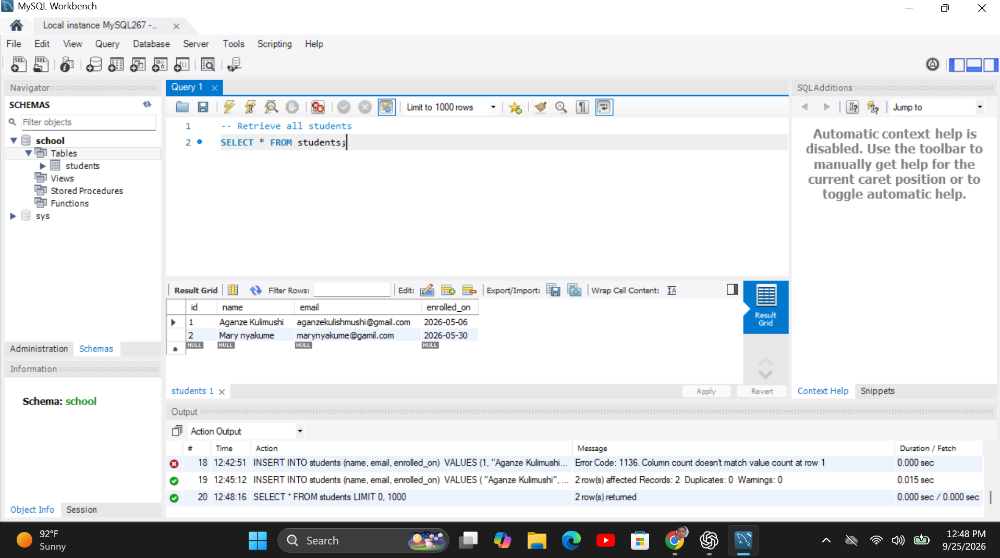 MySQL Workbench
Local instance MySQL267 -...
File Edit View Query Database Server Tools Scripting Help
Navigator
SCHEMAS
Filter objects
school
Tables
students
Views
Stored Procedures
Functions
sys
Administration Schemas
Information
Schema: school
Object Info Session
Query 1
Limit to 1000 rows
1 -- Retrieve all students
2 SELECT * FROM students;
Result Grid Filter Rows: Edit: Export/Import: Wrap Cell Content:
id name email enrolled_on
1 Aganze Kulimushi aganzekulishmushi@gmail.com 2026-05-06
2 Mary nyakume marynyakume@gamil.com 2026-05-30
NULL NULL NULL NULL
Result
Grid
students 1
Apply Revert
SQLAdditions
Jump to
Automatic context help is
disabled. Use the toolbar to
manually get help for the
current caret position or to
toggle automatic help.
Context Help Snippets
Output
Action Output
# Time Action Message Duration / Fetch
18 12:42:51 INSERT INTO students (name, email, enrolled_on) VALUES (1, "Aganze Kulimushi... Error Code: 1136. Column count doesn't match value count at row 1 0.000 sec
19 12:45:12 INSERT INTO students (name, email, enrolled_on) VALUES ( "Aganze Kulimushi", ... 2 row(s) affected Records: 2 Duplicates: 0 Warnings: 0 0.015 sec
20 12:48:16 SELECT * FROM students LIMIT 0, 1000 2 row(s) returned 0.000 sec / 0.000 sec
92°F
Sunny
Search
12:48 PM
9/25/2026